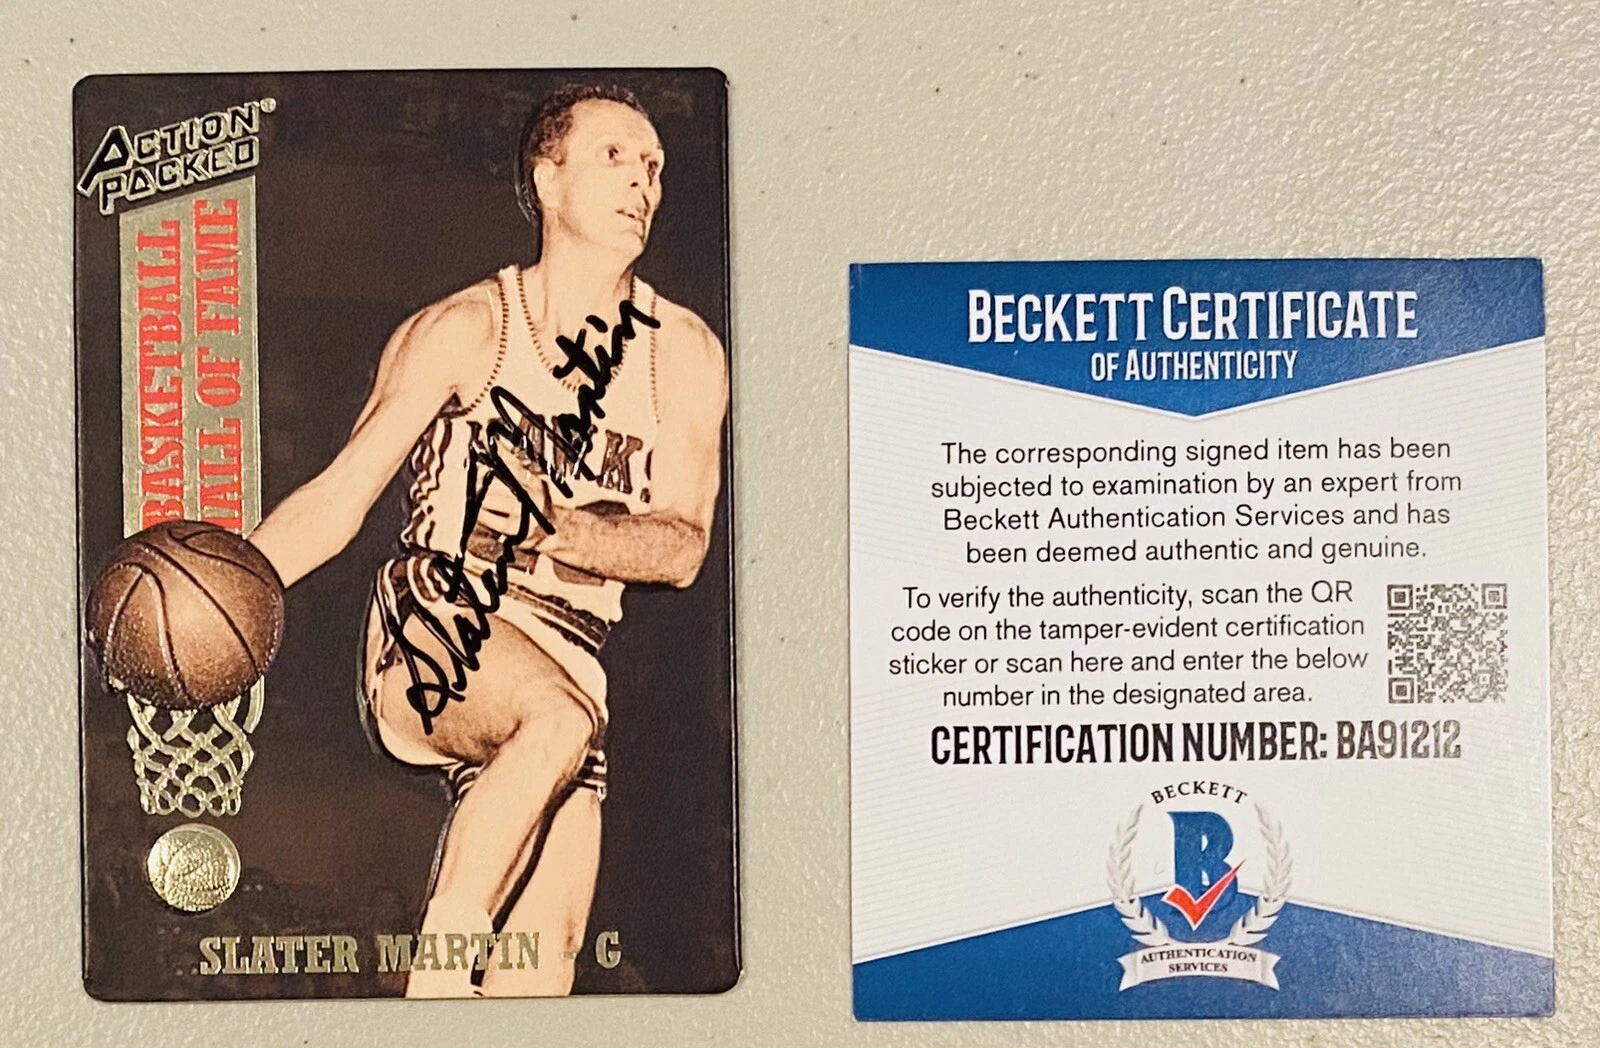 ACTION
PACKED®
BASKETBALL
HALL OF FAME
Slater Martin
HAWKS
SLATER MARTIN - G
BECKETT CERTIFICATE
OF AUTHENTICITY
The corresponding signed item has been
subjected to examination by an expert from
Beckett Authentication Services and has
been deemed authentic and genuine.
To verify the authenticity, scan the QR
code on the tamper-evident certification
sticker or scan here and enter the below
number in the designated area.
CERTIFICATION NUMBER: BA91212
BECKETT
B
AUTHENTICATION
SERVICES